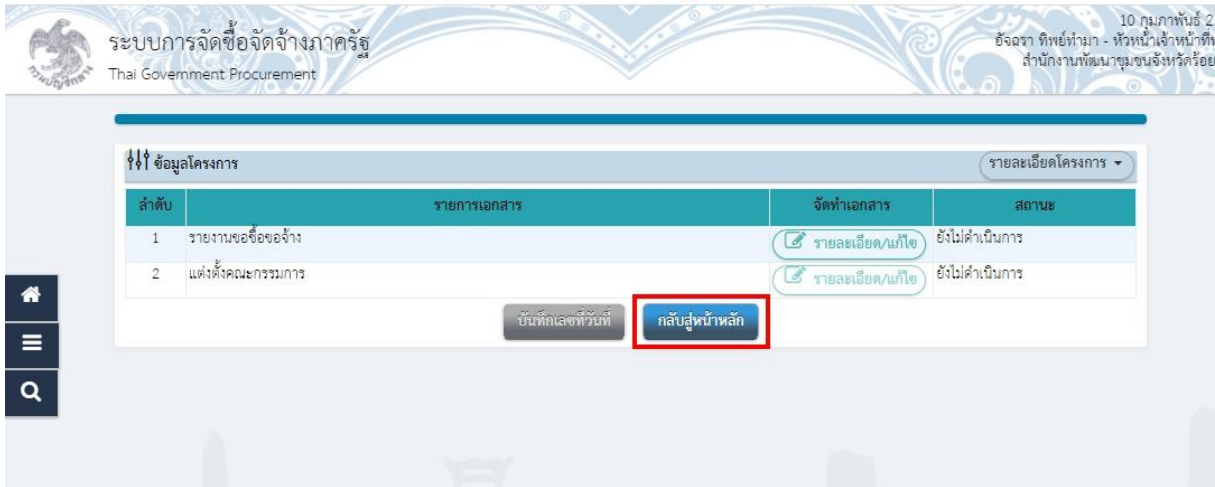 10 กุมภาพันธ์ 2
ระบบการจัดซื้อจัดจ้างภาครัฐ
อัจฉรา ทิพย์ทำมา - หัวหน้าเจ้าหน้าที่พ
Thai Government Procurement
สำนักงานพัฒนาชุมชนจังหวัดร้อย
กรมบัญชีกลาง
ข้อมูลโครงการ
รายละเอียดโครงการ
ลำดับ รายการเอกสาร จัดทำเอกสาร สถานะ
1 รายงานขอซื้อขอจ้าง รายละเอียด/แก้ไข ยังไม่ดำเนินการ
2 แต่งตั้งคณะกรรมการ รายละเอียด/แก้ไข ยังไม่ดำเนินการ
บันทึกเลขที่วันที่ กลับสู่หน้าหลัก